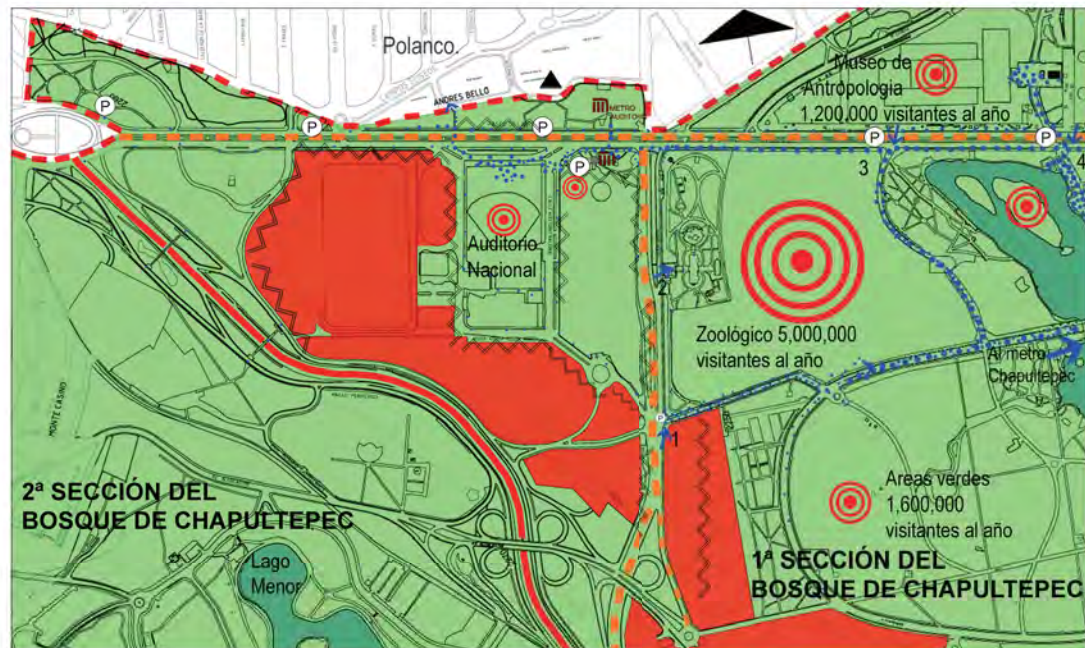 Polanco.
CAMPOS ELISEOS
ANDRES BELLO
METRO
AUDITORIO
Museo de
Antropología
1,200,000 visitantes al año
P
P
P
P
P
P
3
4
Auditorio
Nacional
2
Zoológico 5,000,000
visitantes al año
Al metro
Chapultepec
P
1
MONTE CASINO
2ª SECCIÓN DEL
BOSQUE DE CHAPULTEPEC
Lago
Menor
Areas verdes
1,600,000
visitantes al año
1ª SECCIÓN DEL
BOSQUE DE CHAPULTEPEC